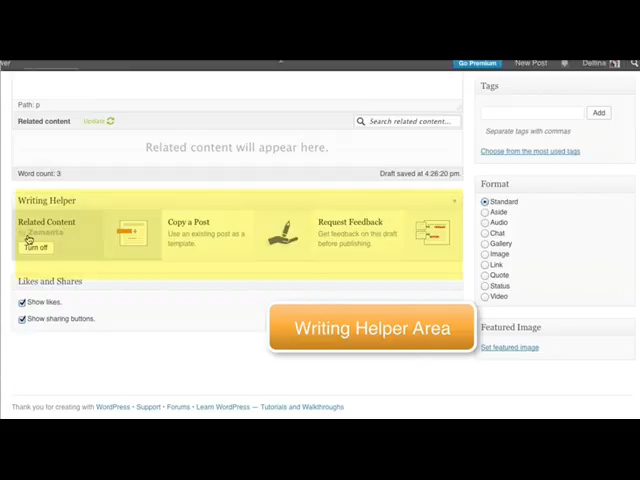 Go Premium
New Post
Path: p
Related content
Update
Search related content...
Related content will appear here.
Word count: 3
Draft saved at 4:26:20 pm.
Writing Helper
Related Content
by Zemanta
Turn off
Copy a Post
Use an existing post as a
template.
Request Feedback
Get feedback on this draft
before publishing.
Likes and Shares
Show likes.
Show sharing buttons.
Writing Helper Area
Tags
Add
Separate tags with commas
Choose from the most used tags
Format
Standard
Aside
Audio
Chat
Gallery
Image
Link
Quote
Status
Video
Featured Image
Set featured image
Thank you for creating with WordPress • Support • Forums • Learn WordPress — Tutorials and Walkthroughs